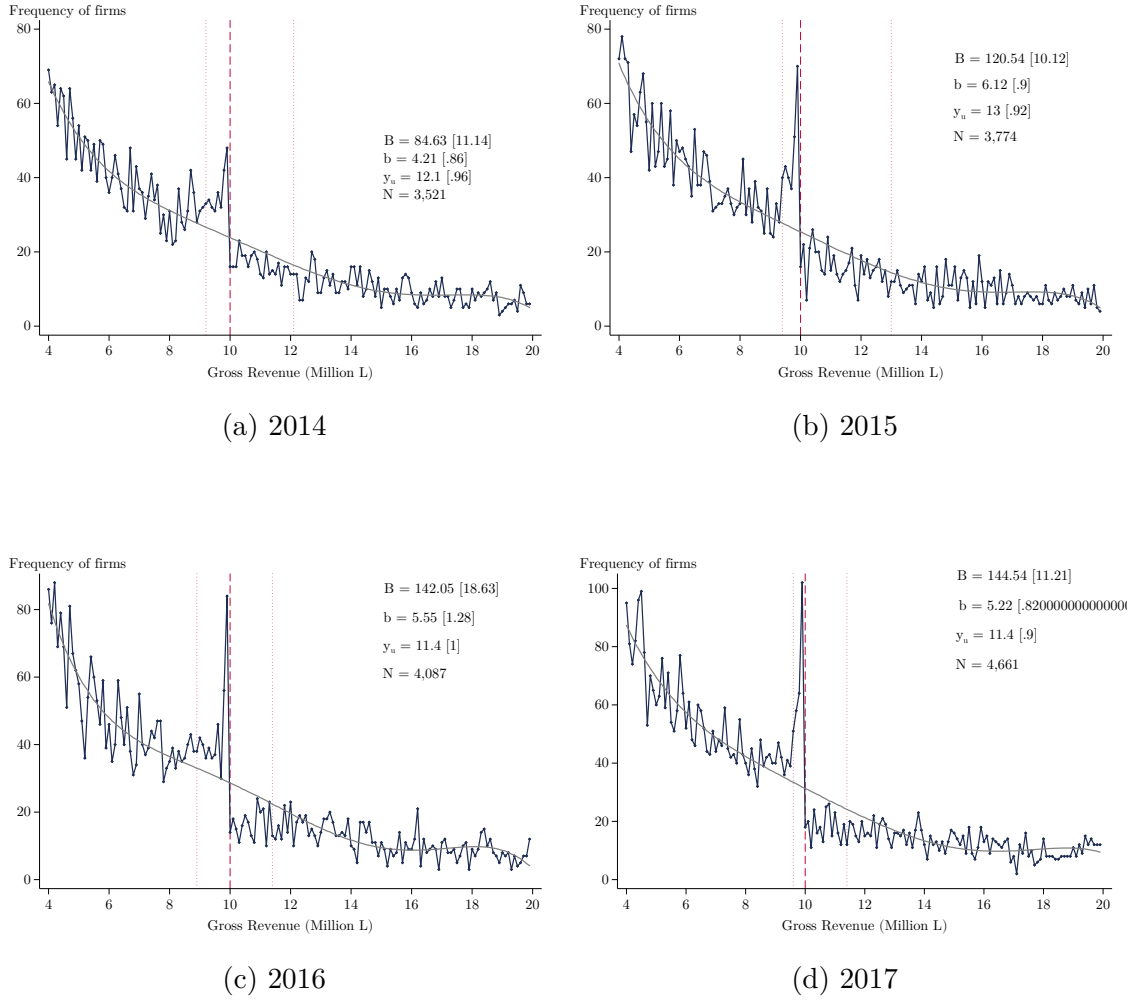 Frequency of firms
80
60
40
20
0
4 6 8 10 12 14 16 18 20
Gross Revenue (Million L)
B = 84.63 [11.14]
b = 4.21 [.86]
yᵤ = 12.1 [.96]
N = 3,521
(a) 2014
Frequency of firms
80
60
40
20
0
4 6 8 10 12 14 16 18 20
Gross Revenue (Million L)
B = 120.54 [10.12]
b = 6.12 [.9]
yᵤ = 13 [.92]
N = 3,774
(b) 2015
Frequency of firms
80
60
40
20
0
4 6 8 10 12 14 16 18 20
Gross Revenue (Million L)
B = 142.05 [18.63]
b = 5.55 [1.28]
yᵤ = 11.4 [1]
N = 4,087
(c) 2016
Frequency of firms
100
80
60
40
20
0
4 6 8 10 12 14 16 18 20
Gross Revenue (Million L)
B = 144.54 [11.21]
b = 5.22 [.82000000000000
yᵤ = 11.4 [.9]
N = 4,661
(d) 2017